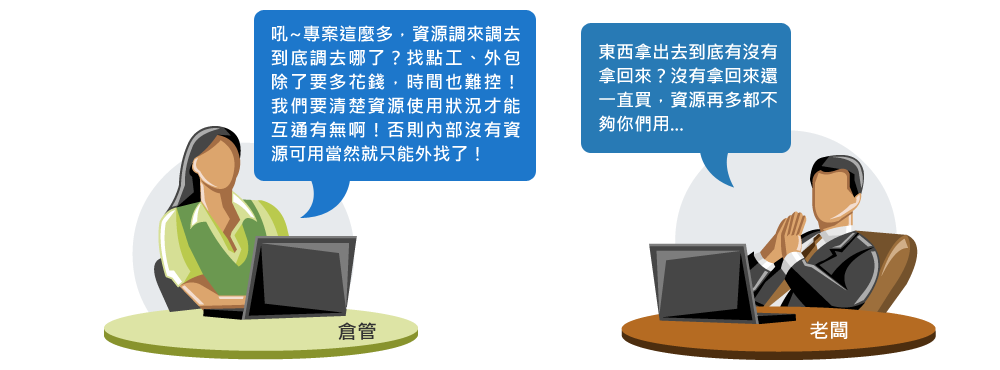 吼~專案這麼多，資源調來調去
到底調去哪了？找點工、外包
除了要多花錢，時間也難控！
我們要清楚資源使用狀況才能
互通有無啊！否則內部沒有資
源可用當然就只能外找了！
東西拿出去到底有沒有
拿回來？沒有拿回來還
一直買，資源再多都不
夠你們用...
倉管
老闆